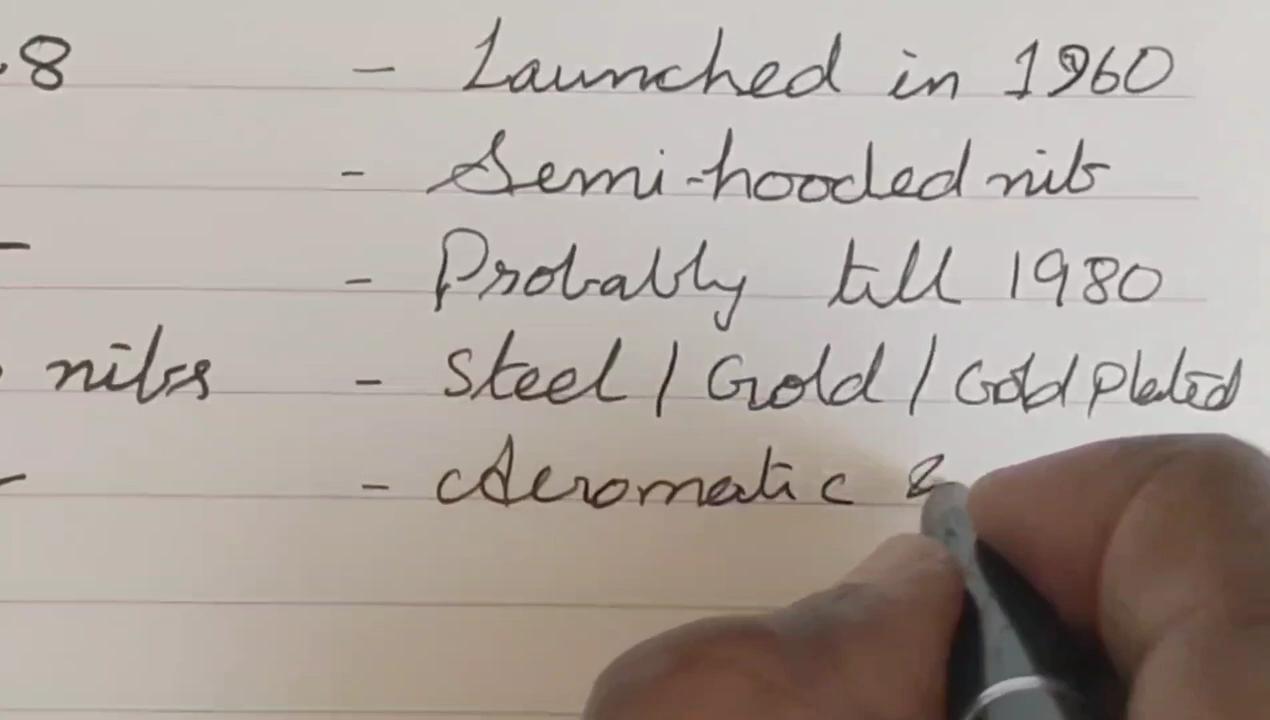 .8 - Launched in 1960
- Semi-hooded nib
- - Probably till 1980
nibs - Steel / Gold / Gold plated
- - Aeromatic &